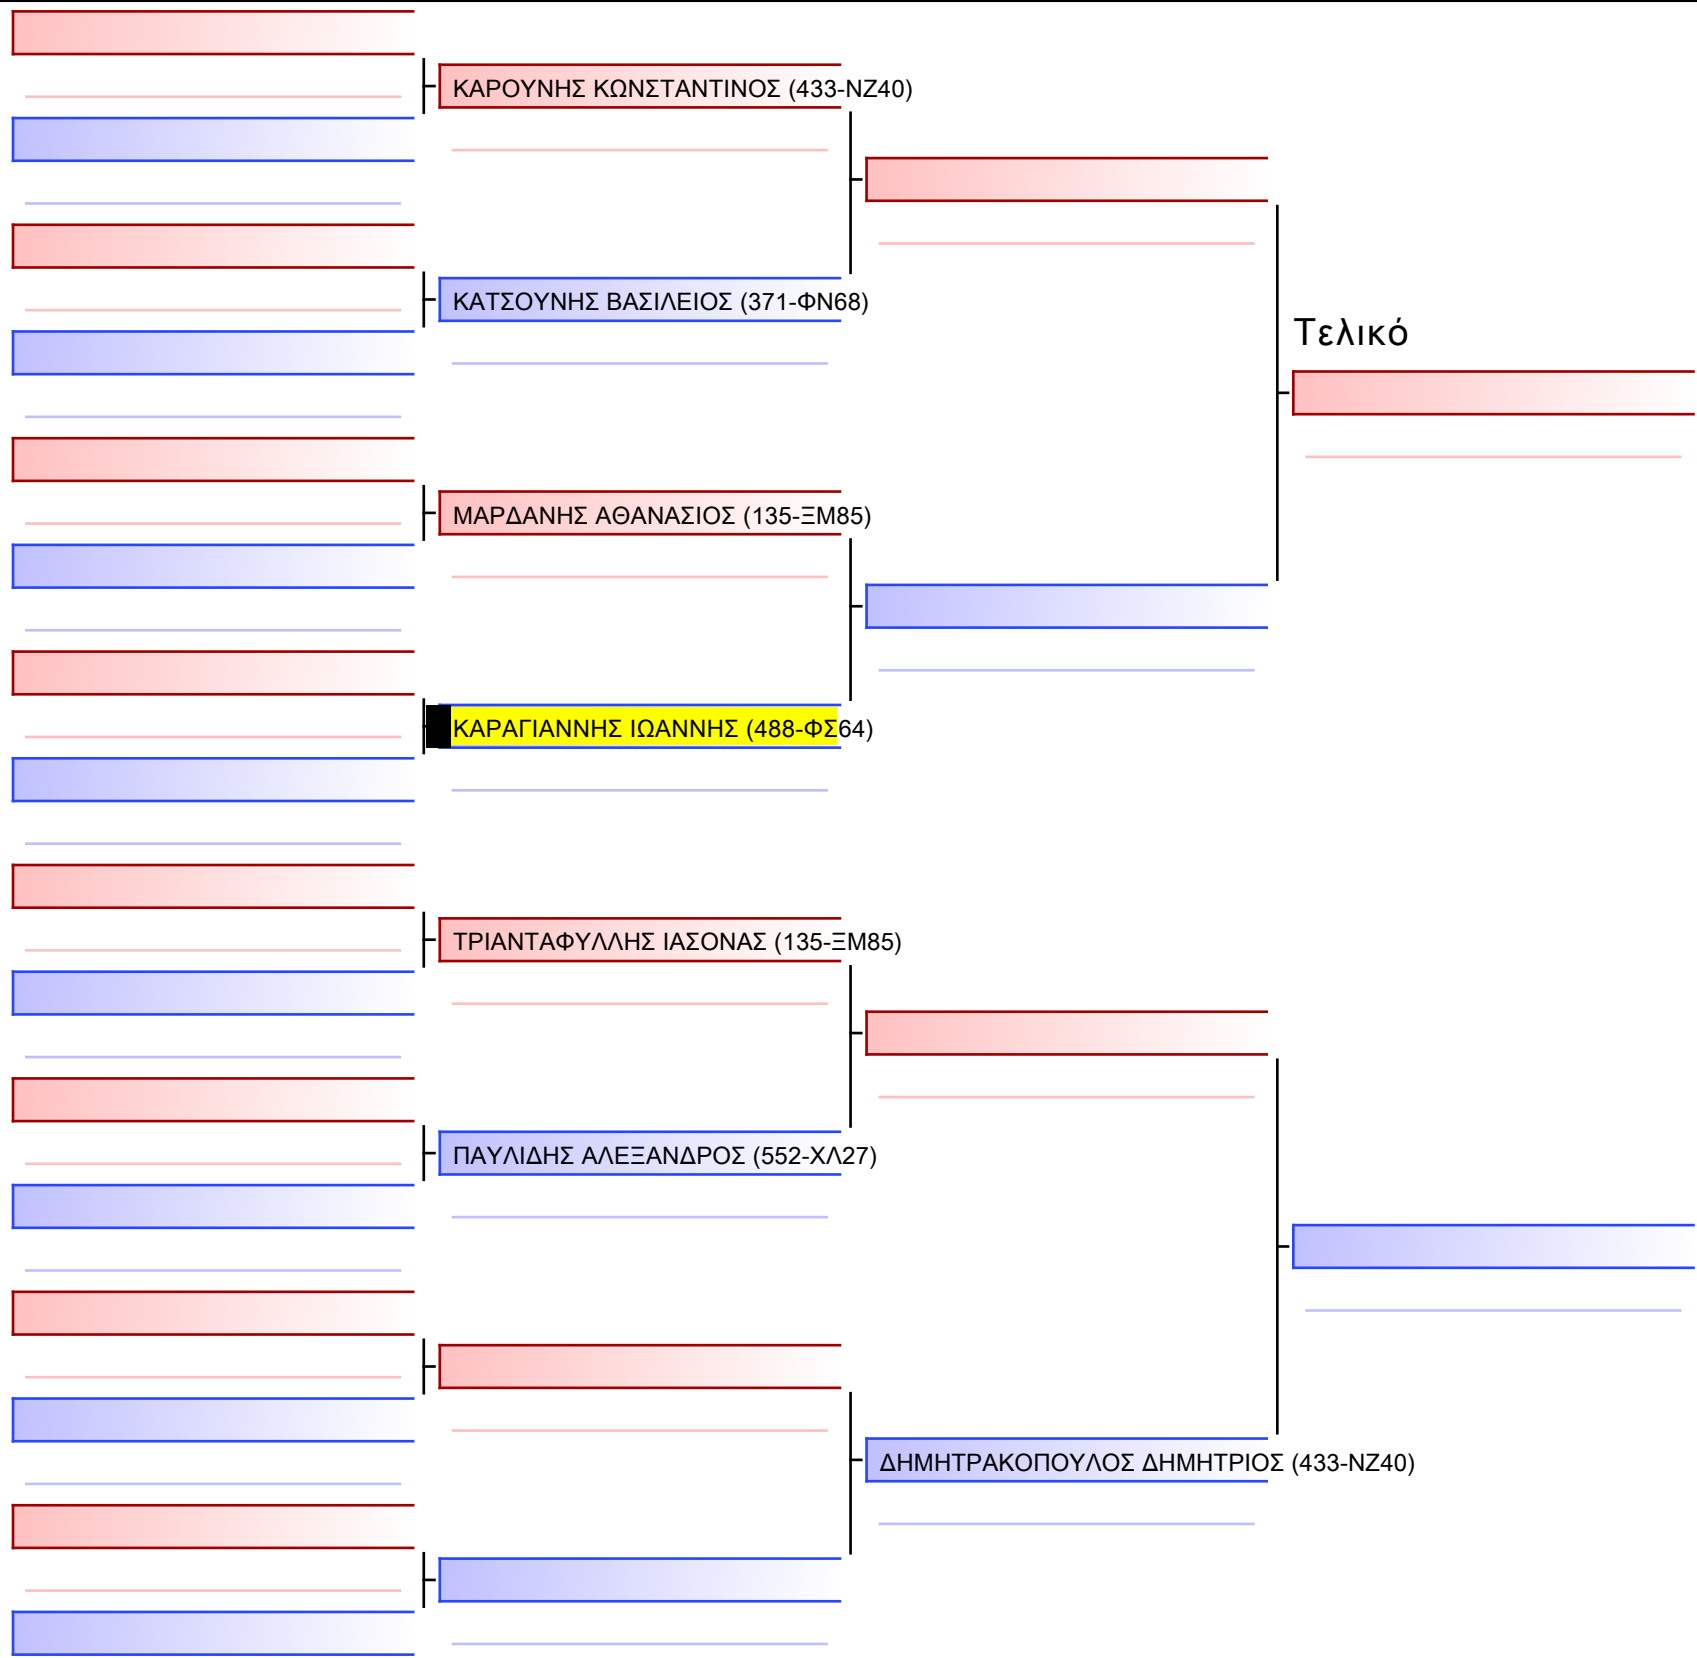 ΚΑΡΟΥΝΗΣ ΚΩΝΣΤΑΝΤΙΝΟΣ (433-ΝΖ40)
ΚΑΤΣΟΥΝΗΣ ΒΑΣΙΛΕΙΟΣ (371-ΦΝ68)
Τελικό
ΜΑΡΔΑΝΗΣ ΑΘΑΝΑΣΙΟΣ (135-ΞΜ85)
ΚΑΡΑΓΙΑΝΝΗΣ ΙΩΑΝΝΗΣ (488-ΦΣ64)
ΤΡΙΑΝΤΑΦΥΛΛΗΣ ΙΑΣΟΝΑΣ (135-ΞΜ85)
ΠΑΥΛΙΔΗΣ ΑΛΕΞΑΝΔΡΟΣ (552-ΧΛ27)
ΔΗΜΗΤΡΑΚΟΠΟΥΛΟΣ ΔΗΜΗΤΡΙΟΣ (433-ΝΖ40)